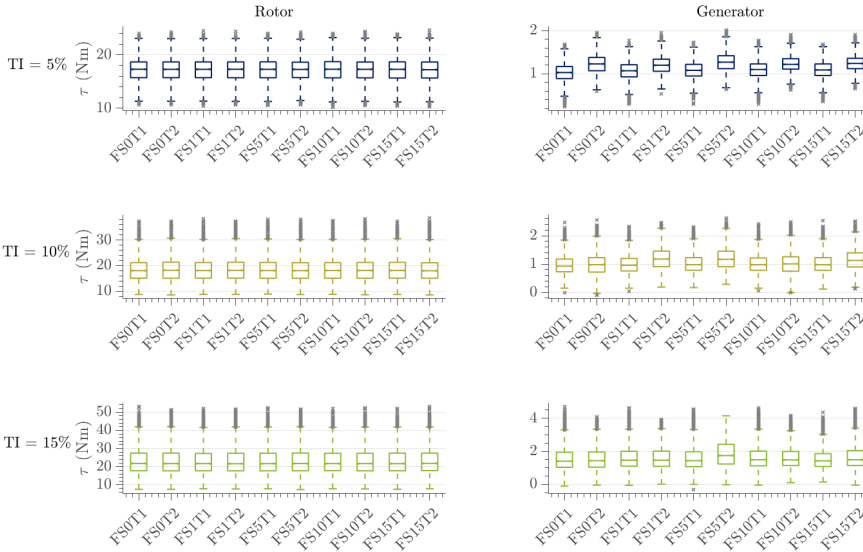 Rotor
Generator
TI = 5%
τ (Nm)
20
10
2
1
FS0T1 FS0T2 FS1T1 FS1T2 FS5T1 FS5T2 FS10T1 FS10T2 FS15T1 FS15T2
FS0T1 FS0T2 FS1T1 FS1T2 FS5T1 FS5T2 FS10T1 FS10T2 FS15T1 FS15T2
TI = 10%
τ (Nm)
30
20
10
2
1
0
FS0T1 FS0T2 FS1T1 FS1T2 FS5T1 FS5T2 FS10T1 FS10T2 FS15T1 FS15T2
FS0T1 FS0T2 FS1T1 FS1T2 FS5T1 FS5T2 FS10T1 FS10T2 FS15T1 FS15T2
TI = 15%
τ (Nm)
50
40
30
20
10
4
2
0
FS0T1 FS0T2 FS1T1 FS1T2 FS5T1 FS5T2 FS10T1 FS10T2 FS15T1 FS15T2
FS0T1 FS0T2 FS1T1 FS1T2 FS5T1 FS5T2 FS10T1 FS10T2 FS15T1 FS15T2